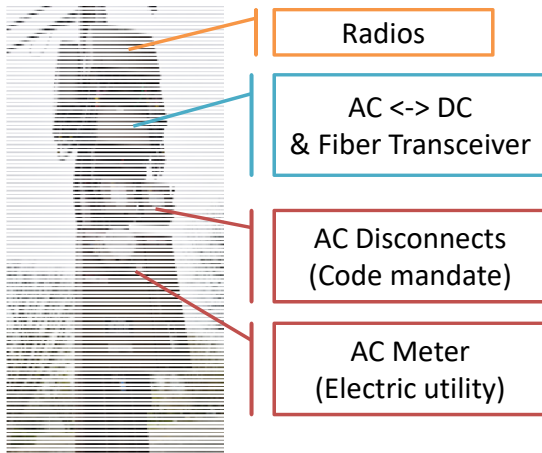 Radios
AC <-> DC
& Fiber Transceiver
AC Disconnects
(Code mandate)
AC Meter
(Electric utility)